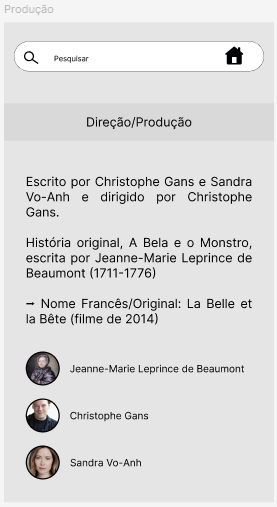 Produção
Pesquisar
Direção/Produção
Escrito por Christophe Gans e Sandra
Vo-Anh e dirigido por Christophe
Gans.
História original, A Bela e o Monstro,
escrita por Jeanne-Marie Leprince de
Beaumont (1711-1776)
→ Nome Francês/Original: La Belle et
la Bête (filme de 2014)
Jeanne-Marie Leprince de Beaumont
Christophe Gans
Sandra Vo-Anh